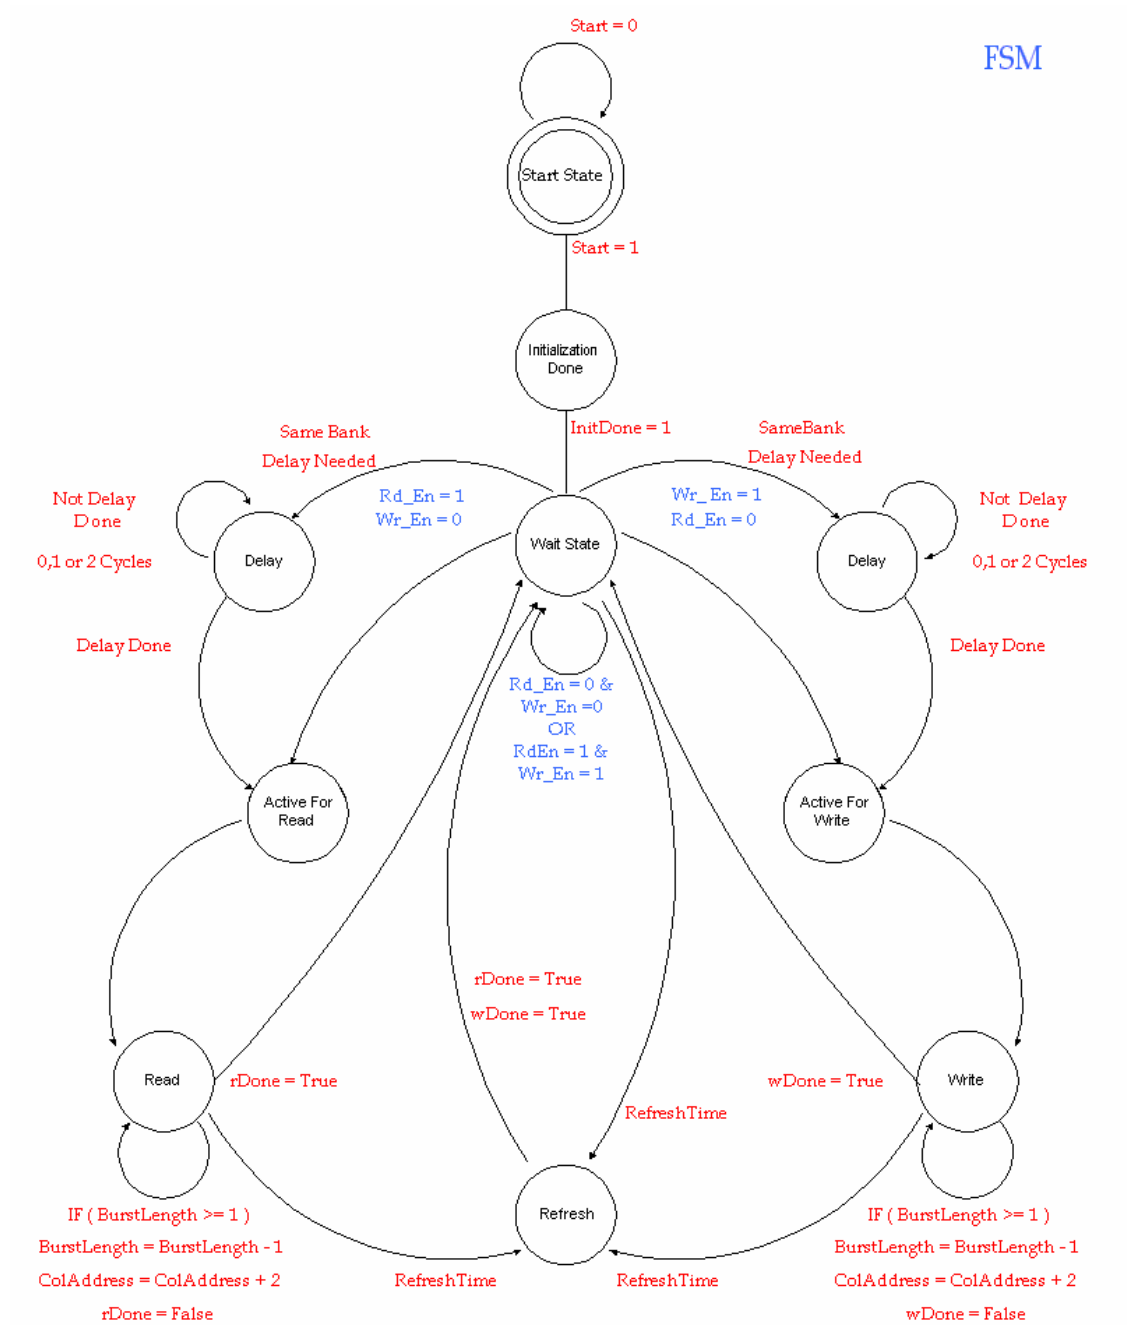 Start = 0
FSM
Start State
Start = 1
Initialization
Done
InitDone = 1
Same Bank
Delay Needed
SameBank
Delay Needed
Rd_En = 1
Wr_En = 0
Wr_ En = 1
Rd_En = 0
Not Delay
Done
0,1 or 2 Cycles
Delay
Wait State
Delay
Not Delay
Done
0,1 or 2 Cycles
Delay Done
Delay Done
Rd_En = 0 &
Wr_En =0
OR
RdEn = 1 &
Wr_En = 1
Active For
Read
Active For
Write
rDone = True
wDone = True
Read
rDone = True
wDone = True
Write
RefreshTime
Refresh
IF ( BurstLength >= 1 )
BurstLength = BurstLength - 1
ColAddress = ColAddress + 2
rDone = False
RefreshTime
RefreshTime
IF ( BurstLength >= 1 )
BurstLength = BurstLength - 1
ColAddress = ColAddress + 2
wDone = False